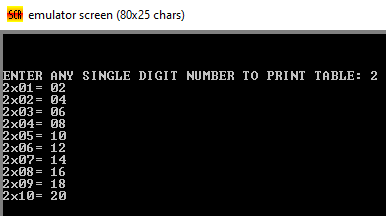 SCR emulator screen (80x25 chars)
ENTER ANY SINGLE DIGIT NUMBER TO PRINT TABLE: 2
2x01= 02
2x02= 04
2x03= 06
2x04= 08
2x05= 10
2x06= 12
2x07= 14
2x08= 16
2x09= 18
2x10= 20